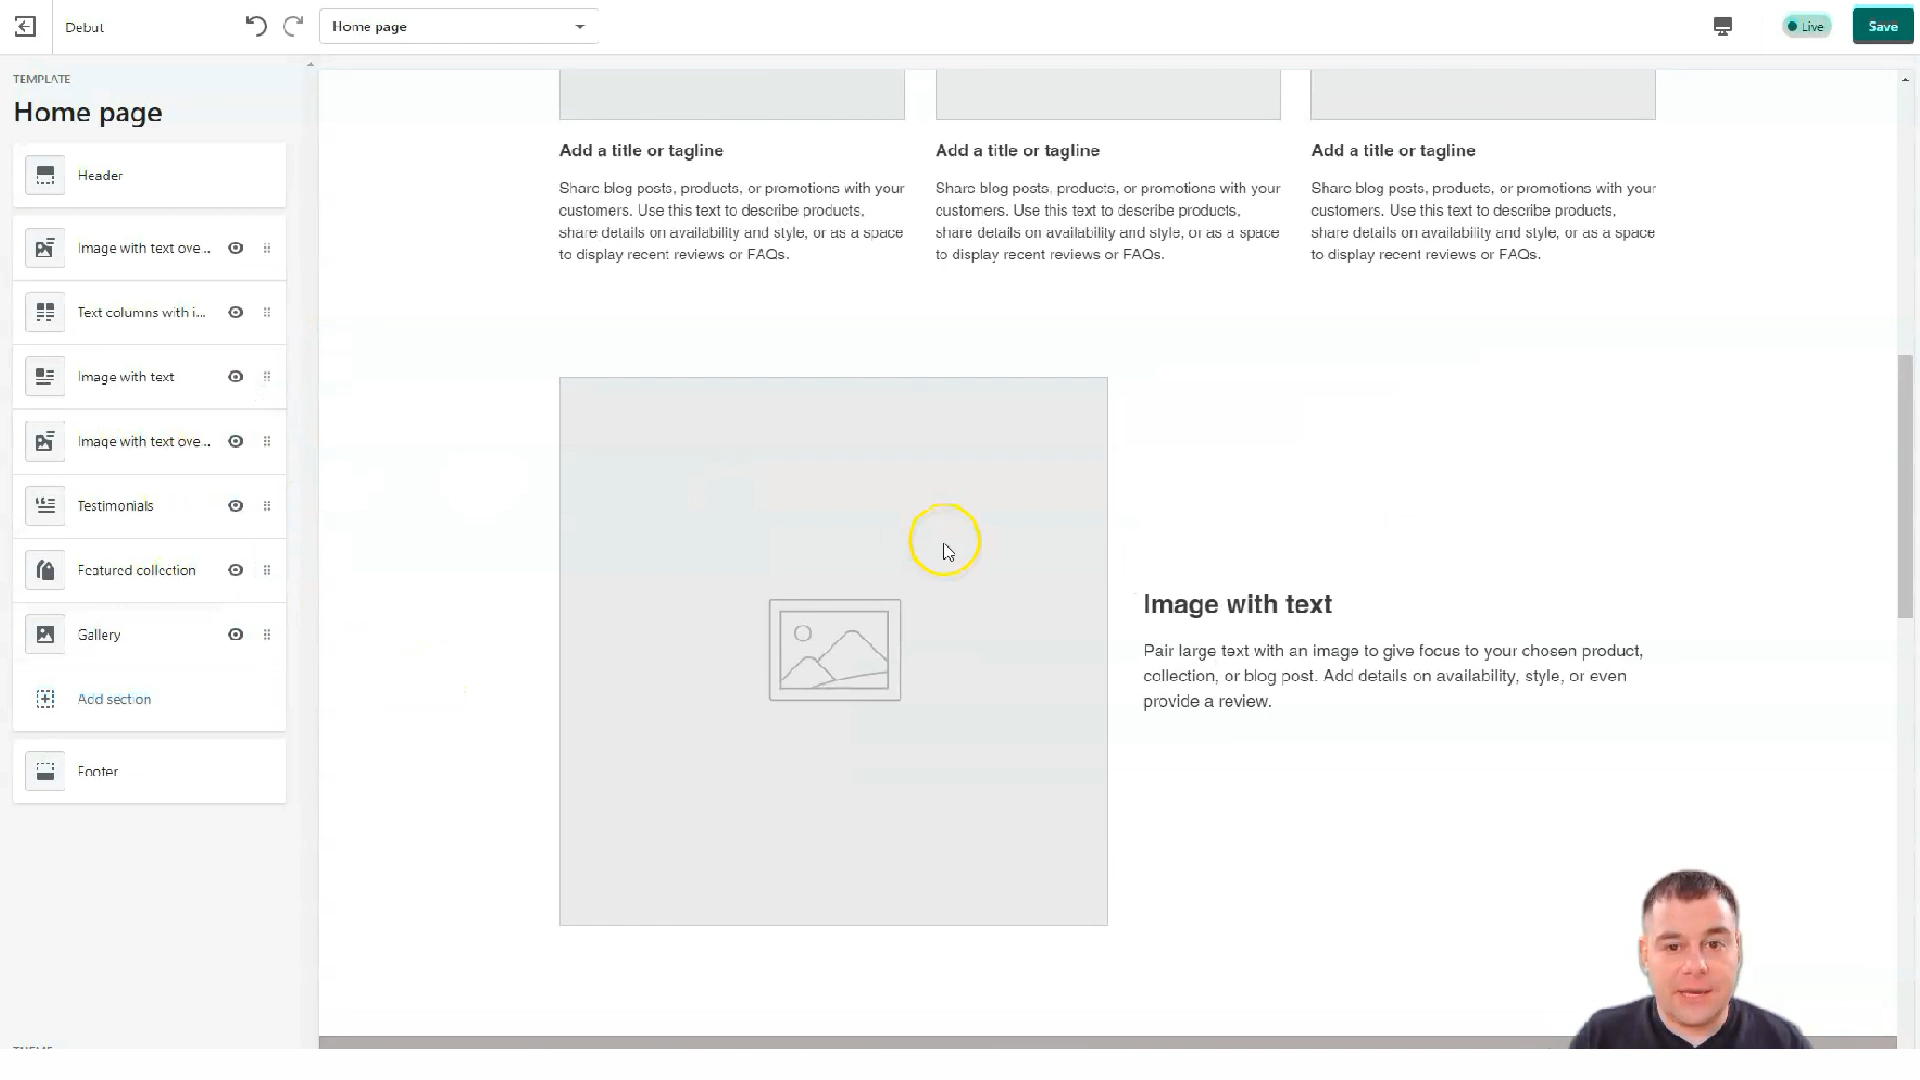 Debut
Home page
Live
Save
TEMPLATE
Home page
Header
Image with text ove...
Text columns with i...
Image with text
Image with text ove...
Testimonials
Featured collection
Gallery
Add section
Footer
Add a title or tagline
Share blog posts, products, or promotions with your
customers. Use this text to describe products,
share details on availability and style, or as a space
to display recent reviews or FAQs.
Add a title or tagline
Share blog posts, products, or promotions with your
customers. Use this text to describe products,
share details on availability and style, or as a space
to display recent reviews or FAQs.
Add a title or tagline
Share blog posts, products, or promotions with your
customers. Use this text to describe products,
share details on availability and style, or as a space
to display recent reviews or FAQs.
Image with text
Pair large text with an image to give focus to your chosen product,
collection, or blog post. Add details on availability, style, or even
provide a review.